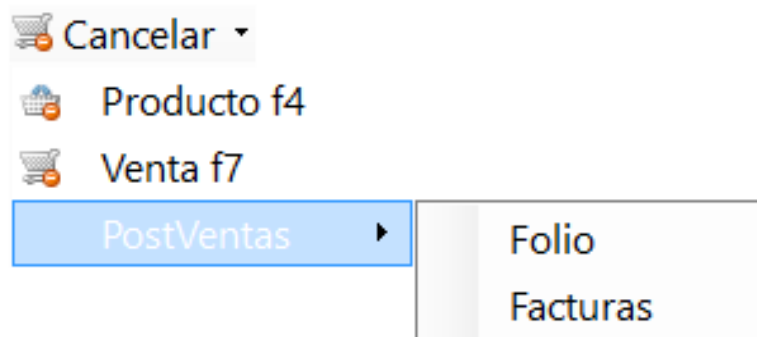 Cancelar
Producto f4
Venta f7
PostVentas
Folio
Facturas